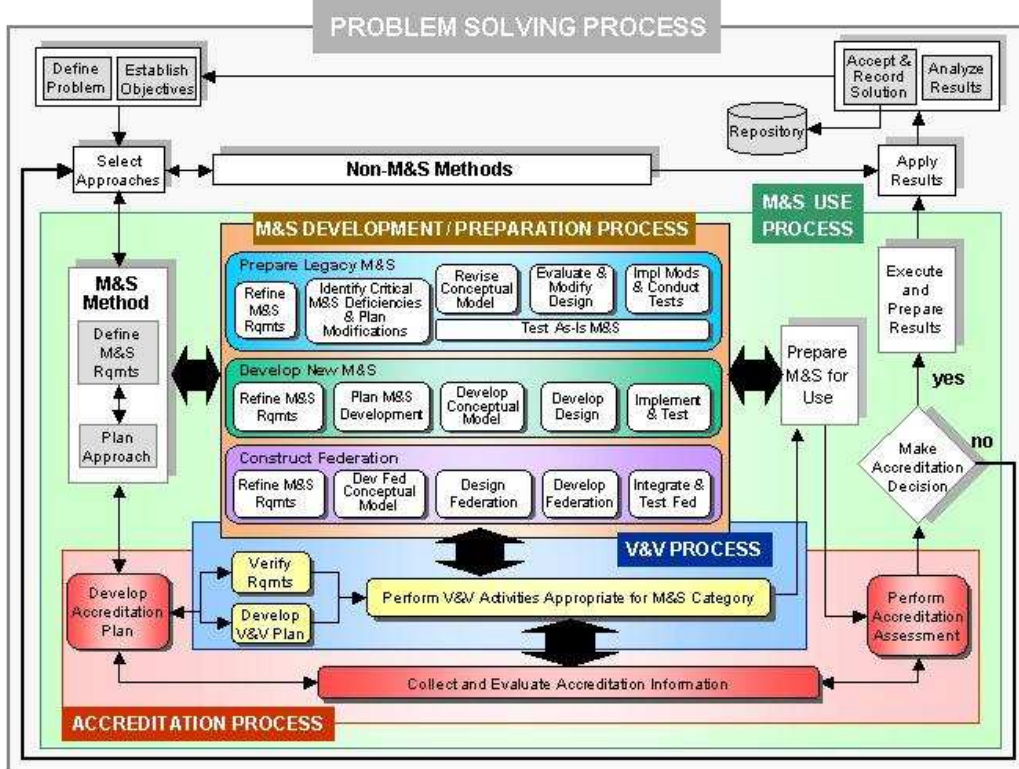 PROBLEM SOLVING PROCESS
Define
Problem
Establish
Objectives
Accept &
Record
Solution
Analyze
Results
Repository
Select
Approaches
Non-M&S Methods
Apply
Results
M&S USE
PROCESS
M&S DEVELOPMENT/PREPARATION PROCESS
M&S
Method
Define
M&S
Rqmts
Plan
Approach
Prepare Legacy M&S
Refine
M&S
Rqmts
Identify Critical
M&S Deficiencies
& Plan
Modifications
Revise
Conceptual
Model
Evaluate &
Modify
Design
Impl Mods
& Conduct
Tests
Test As-Is M&S
Develop New M&S
Refine M&S
Rqmts
Plan M&S
Development
Develop
Conceptual
Model
Develop
Design
Implement
& Test
Construct Federation
Refine M&S
Rqmts
Dev Fed
Conceptual
Model
Design
Federation
Develop
Federation
Integrate &
Test Fed
Prepare
M&S for
Use
Execute
and
Prepare
Results
yes
no
Make
Accreditation
Decision
V&V PROCESS
Verify
Rqmts
Develop
V&V Plan
Perform V&V Activities Appropriate for M&S Category
Develop
Accreditation
Plan
Perform
Accreditation
Assessment
Collect and Evaluate Accreditation Information
ACCREDITATION PROCESS